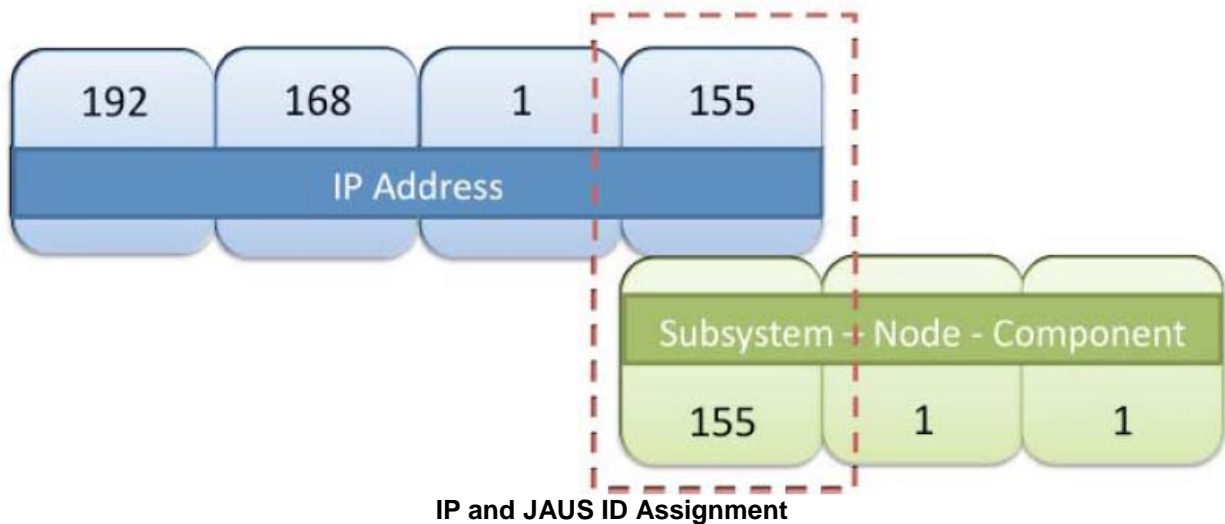 192 168 1 155
IP Address
Subsystem - Node - Component
155 1 1
IP and JAUS ID Assignment